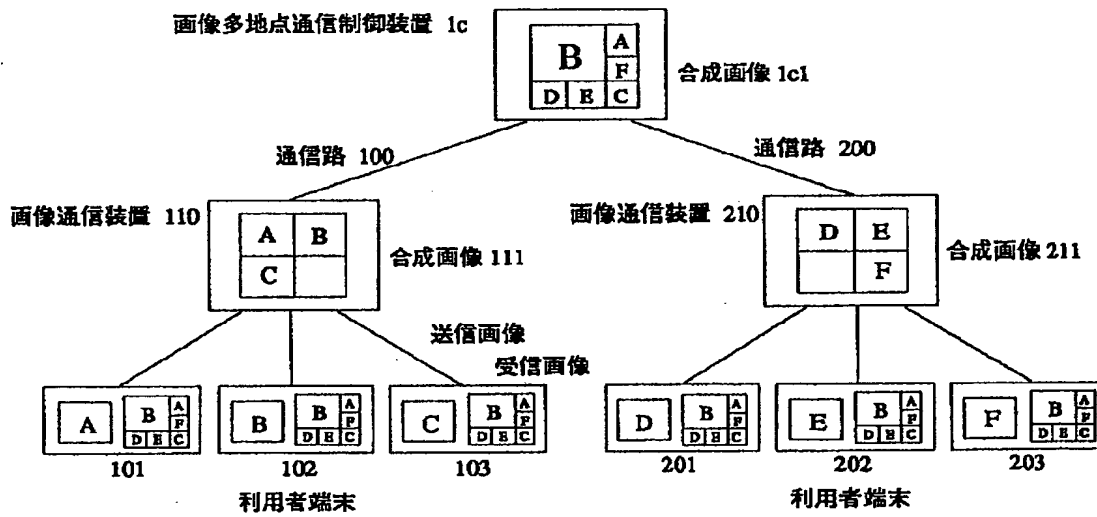 画像多地点通信制御装置 1c
B
A
F
D E C
合成画像 1c1
通信路 100
通信路 200
画像通信装置 110
A B
C
合成画像 111
画像通信装置 210
D E
F
合成画像 211
送信画像
受信画像
A
B
A
F
D E C
B
B
A
F
D E C
C
B
A
F
D E C
D
B
A
F
D E C
E
B
A
F
D E C
F
B
A
F
D E C
101
102
103
201
202
203
利用者端末
利用者端末